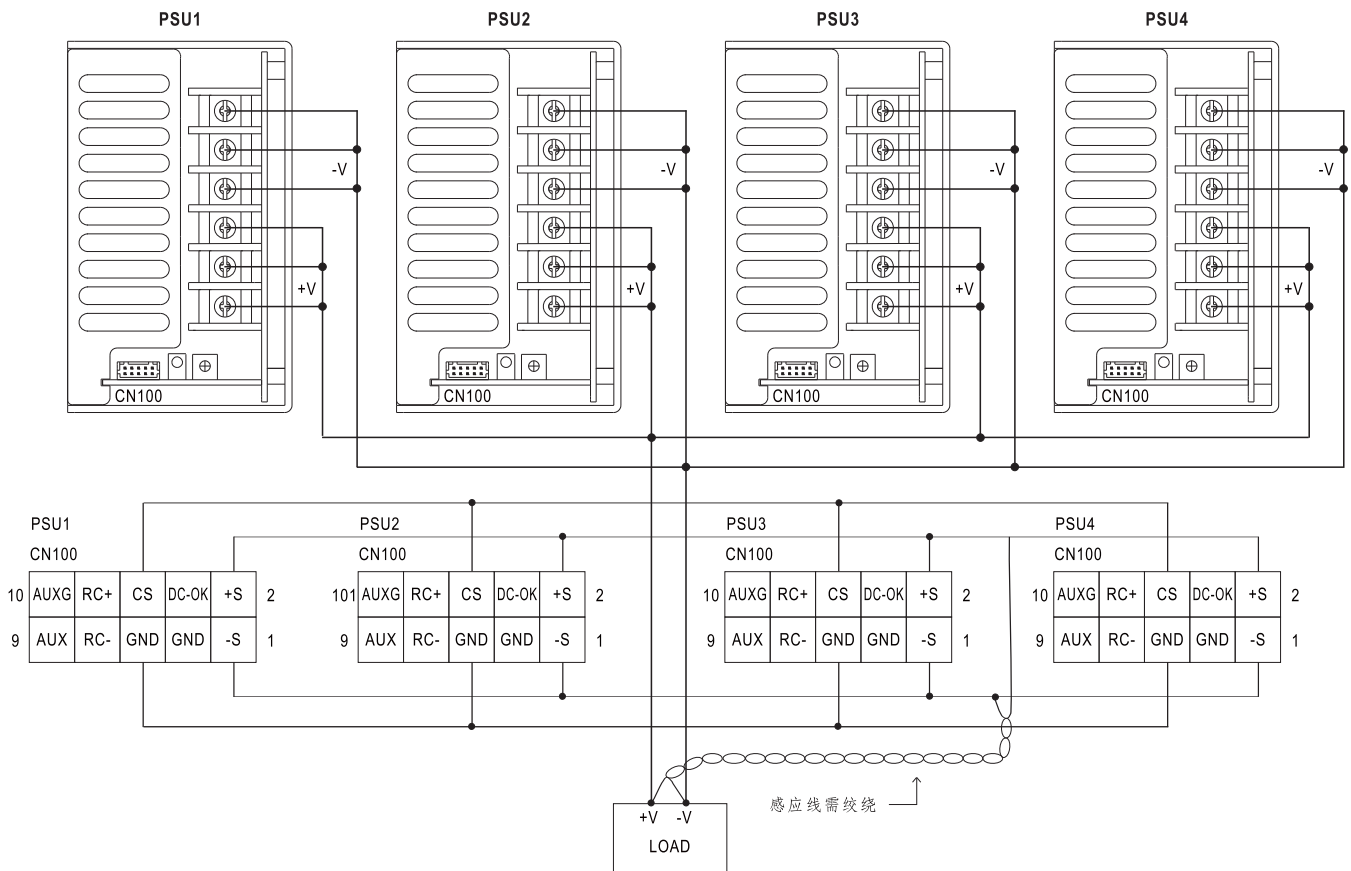 PSU1 PSU2 PSU3 PSU4
-V -V -V -V
+V +V +V +V
CN100 CN100 CN100 CN100
PSU1 PSU2 PSU3 PSU4
CN100 CN100 CN100 CN100
10 AUXG RC+ CS DC-OK +S 2 101 AUXG RC+ CS DC-OK +S 2 10 AUXG RC+ CS DC-OK +S 2 10 AUXG RC+ CS DC-OK +S 2
9 AUX RC- GND GND -S 1 9 AUX RC- GND GND -S 1 9 AUX RC- GND GND -S 1 9 AUX RC- GND GND -S 1
感应线需绞绕
+V -V
LOAD